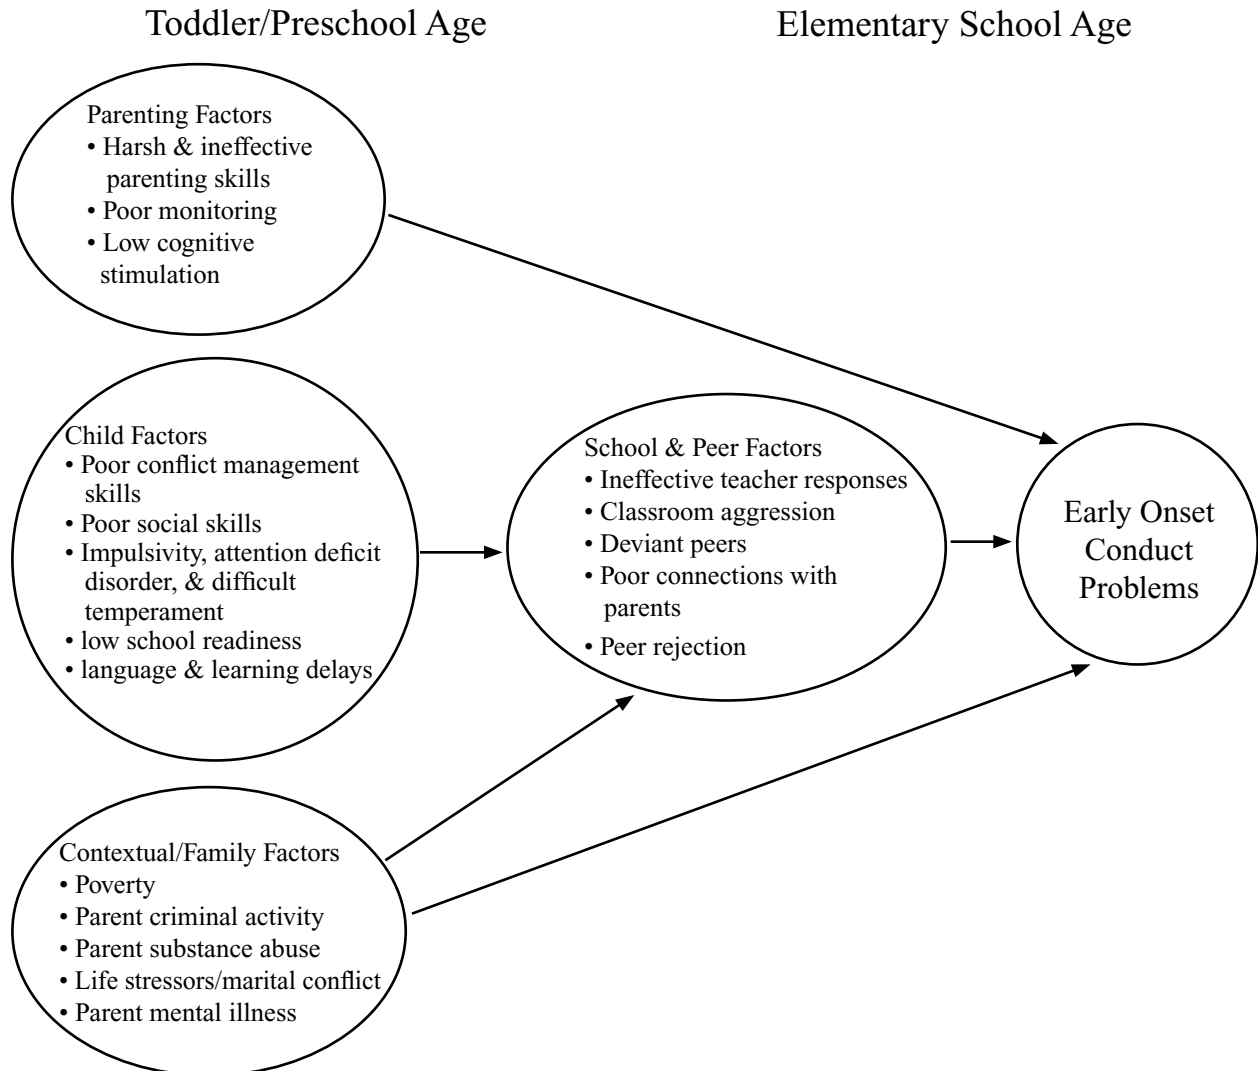 Toddler/Preschool Age
Elementary School Age
Parenting Factors
• Harsh & ineffective
parenting skills
• Poor monitoring
• Low cognitive
stimulation
Child Factors
• Poor conflict management
skills
• Poor social skills
• Impulsivity, attention deficit
disorder, & difficult
temperament
• low school readiness
• language & learning delays
School & Peer Factors
• Ineffective teacher responses
• Classroom aggression
• Deviant peers
• Poor connections with
parents
• Peer rejection
Early Onset
Conduct
Problems
Contextual/Family Factors
• Poverty
• Parent criminal activity
• Parent substance abuse
• Life stressors/marital conflict
• Parent mental illness